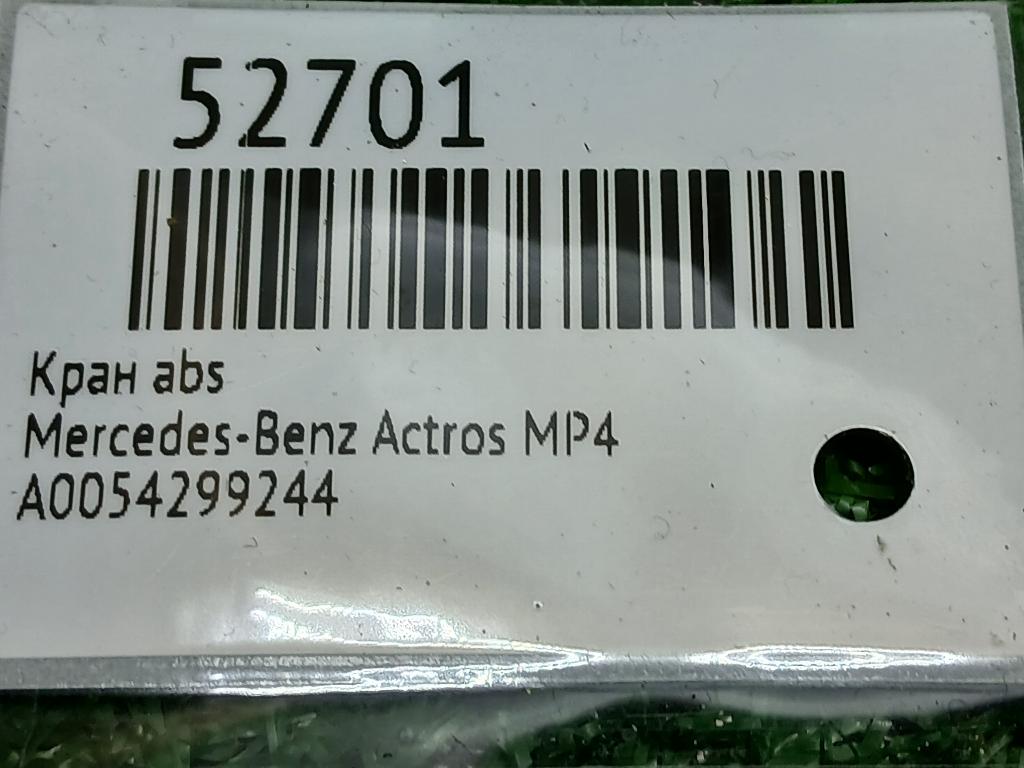 52701
Кран abs
Mercedes-Benz Actros MP4
A0054299244